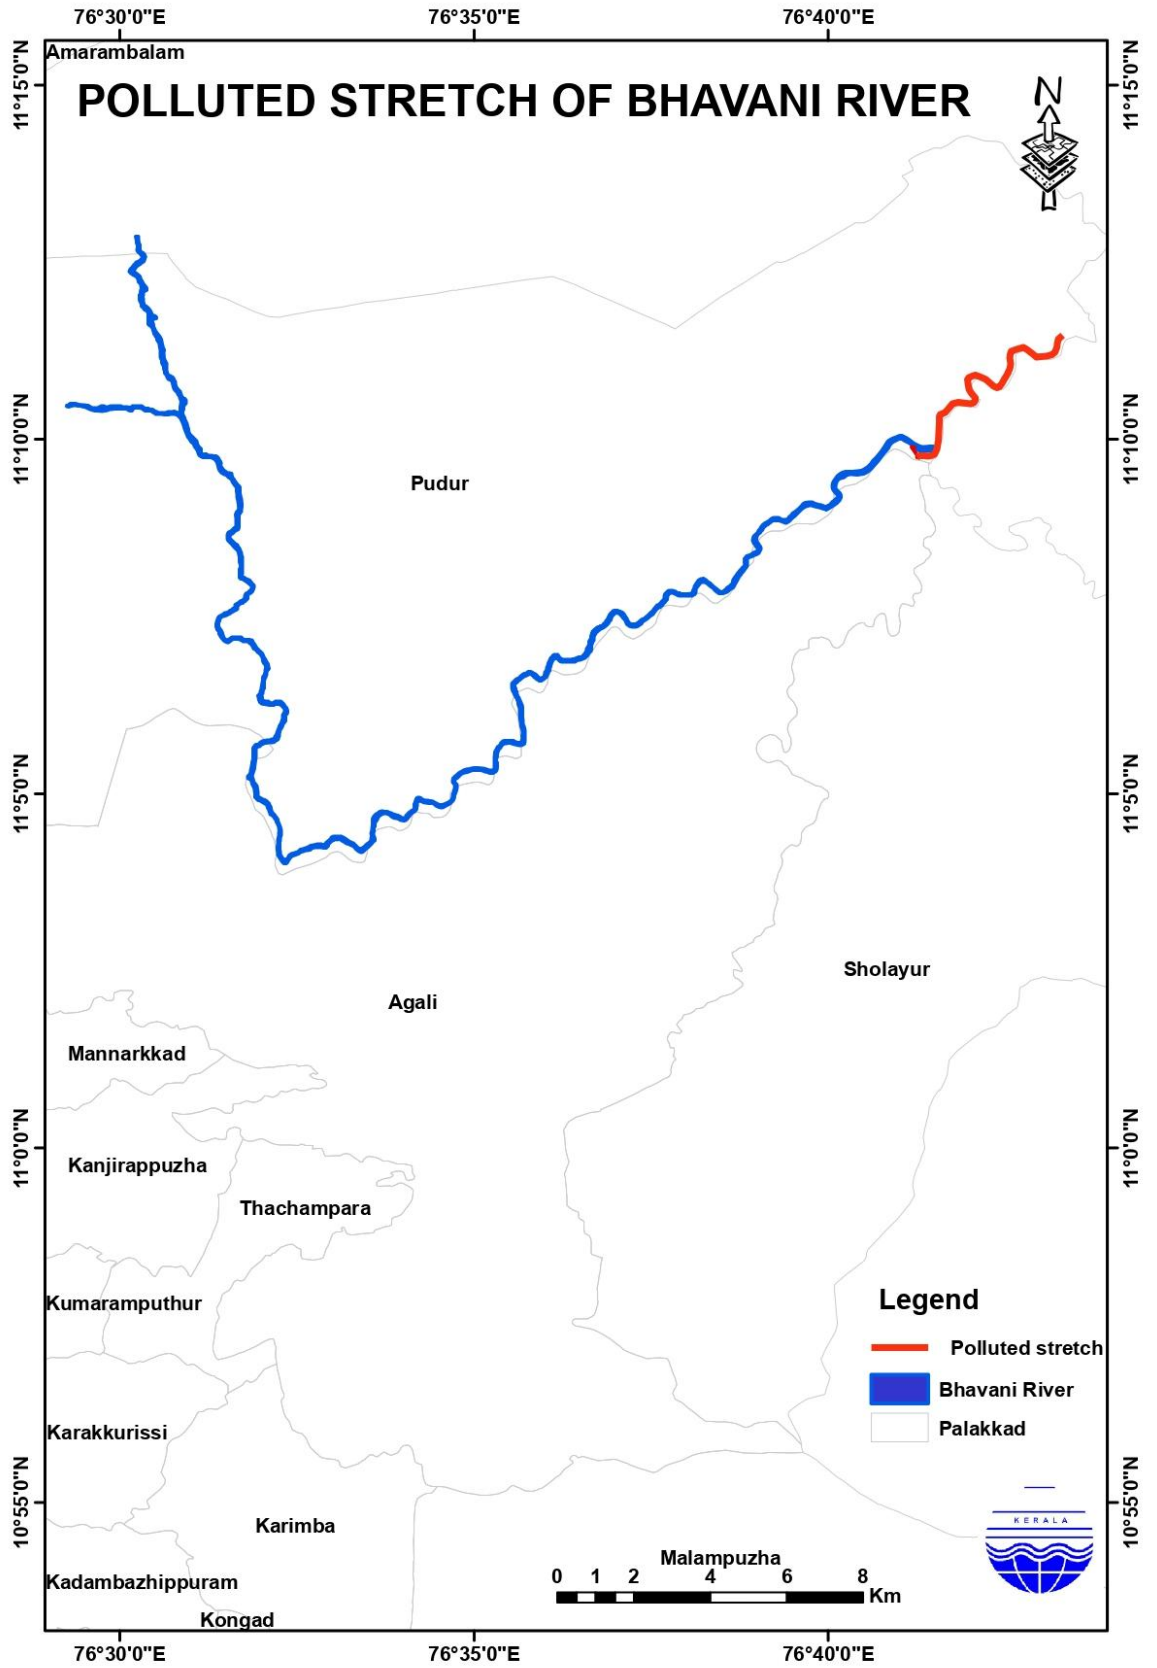 76°30'0"E 76°35'0"E 76°40'0"E
Amarambalam
POLLUTED STRETCH OF BHAVANI RIVER
N
11°15'0"N 11°15'0"N
11°10'0"N 11°10'0"N
Pudur
11°5'0"N 11°5'0"N
Sholayur
Agali
Mannarkkad
11°0'0"N 11°0'0"N
Kanjirappuzha
Thachampara
Legend
Kumaramputhur
Polluted stretch
Bhavani River
Palakkad
Karakkurissi
10°55'0"N 10°55'0"N
KERALA
Karimba
Malampuzha
0 1 2 4 6 8
Km
Kadambazhippuram
Kongad
76°30'0"E 76°35'0"E 76°40'0"E